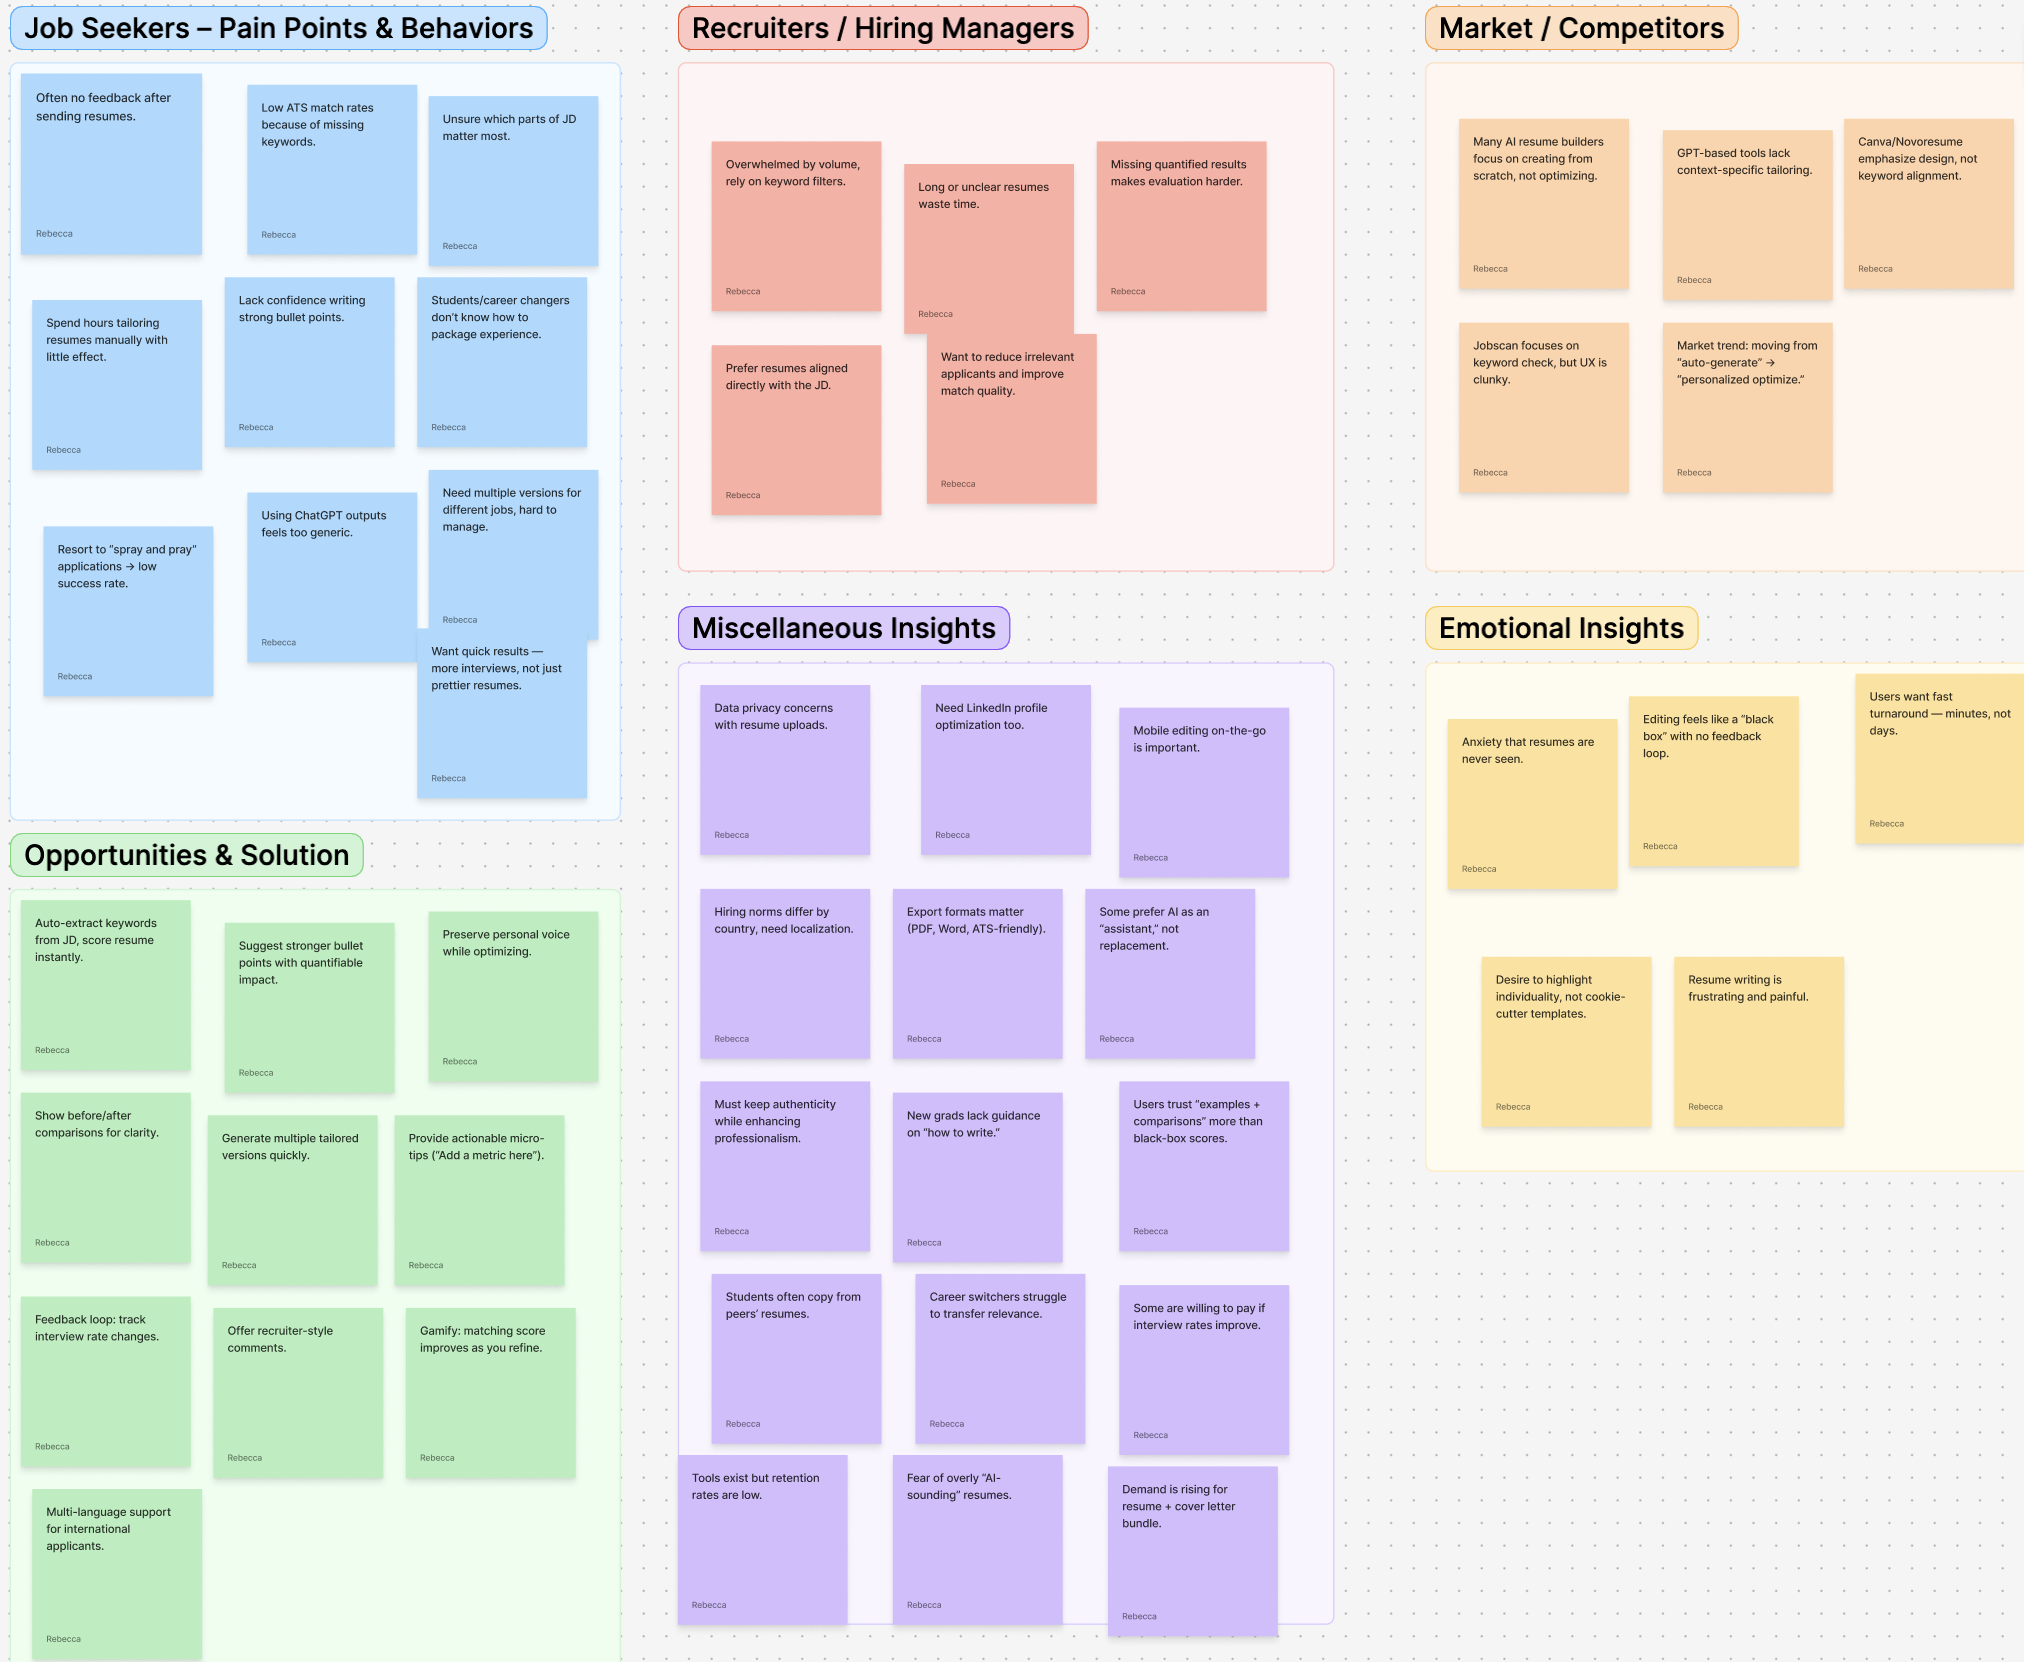 Job Seekers – Pain Points & Behaviors
Often no feedback after
sending resumes.
Rebecca
Low ATS match rates
because of missing
keywords.
Rebecca
Unsure which parts of JD
matter most.
Rebecca
Spend hours tailoring
resumes manually with
little effect.
Rebecca
Lack confidence writing
strong bullet points.
Rebecca
Students/career changers
don’t know how to
package experience.
Rebecca
Resort to “spray and pray”
applications → low
success rate.
Rebecca
Using ChatGPT outputs
feels too generic.
Rebecca
Need multiple versions for
different jobs, hard to
manage.
Rebecca
Want quick results —
more interviews, not just
prettier resumes.
Rebecca
Recruiters / Hiring Managers
Overwhelmed by volume,
rely on keyword filters.
Rebecca
Long or unclear resumes
waste time.
Rebecca
Missing quantified results
makes evaluation harder.
Rebecca
Prefer resumes aligned
directly with the JD.
Rebecca
Want to reduce irrelevant
applicants and improve
match quality.
Rebecca
Market / Competitors
Many AI resume builders
focus on creating from
scratch, not optimizing.
Rebecca
GPT-based tools lack
context-specific tailoring.
Rebecca
Canva/Novoresume
emphasize design, not
keyword alignment.
Rebecca
Jobscan focuses on
keyword check, but UX is
clunky.
Rebecca
Market trend: moving from
“auto-generate” →
“personalized optimize.”
Rebecca
Opportunities & Solution
Auto-extract keywords
from JD, score resume
instantly.
Rebecca
Suggest stronger bullet
points with quantifiable
impact.
Rebecca
Preserve personal voice
while optimizing.
Rebecca
Show before/after
comparisons for clarity.
Rebecca
Generate multiple tailored
versions quickly.
Rebecca
Provide actionable micro-
tips (“Add a metric here”).
Rebecca
Feedback loop: track
interview rate changes.
Rebecca
Offer recruiter-style
comments.
Rebecca
Gamify: matching score
improves as you refine.
Rebecca
Multi-language support
for international
applicants.
Rebecca
Miscellaneous Insights
Data privacy concerns
with resume uploads.
Rebecca
Need LinkedIn profile
optimization too.
Rebecca
Mobile editing on-the-go
is important.
Rebecca
Hiring norms differ by
country, need localization.
Rebecca
Export formats matter
(PDF, Word, ATS-friendly).
Rebecca
Some prefer AI as an
“assistant,” not
replacement.
Rebecca
Must keep authenticity
while enhancing
professionalism.
Rebecca
New grads lack guidance
on “how to write.”
Rebecca
Users trust “examples +
comparisons” more than
black-box scores.
Rebecca
Students often copy from
peers’ resumes.
Rebecca
Career switchers struggle
to transfer relevance.
Rebecca
Some are willing to pay if
interview rates improve.
Rebecca
Tools exist but retention
rates are low.
Rebecca
Fear of overly “AI-
sounding” resumes.
Rebecca
Demand is rising for
resume + cover letter
bundle.
Rebecca
Emotional Insights
Anxiety that resumes are
never seen.
Rebecca
Editing feels like a “black
box” with no feedback
loop.
Rebecca
Users want fast
turnaround — minutes, not
days.
Rebecca
Desire to highlight
individuality, not cookie-
cutter templates.
Rebecca
Resume writing is
frustrating and painful.
Rebecca